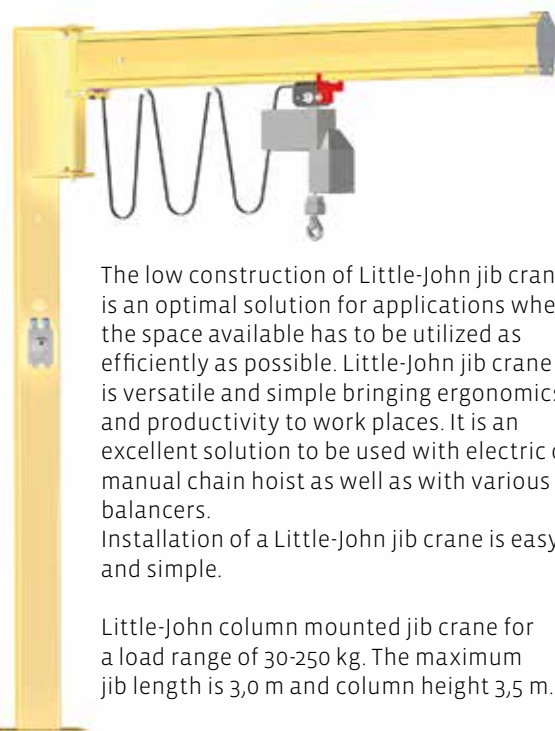 The low construction of Little-John jib cran
is an optimal solution for applications whe
the space available has to be utilized as
efficiently as possible. Little-John jib crane
is versatile and simple bringing ergonomics
and productivity to work places. It is an
excellent solution to be used with electric o
manual chain hoist as well as with various
balancers.
Installation of a Little-John jib crane is easy
and simple.
Little-John column mounted jib crane for
a load range of 30-250 kg. The maximum
jib length is 3,0 m and column height 3,5 m.